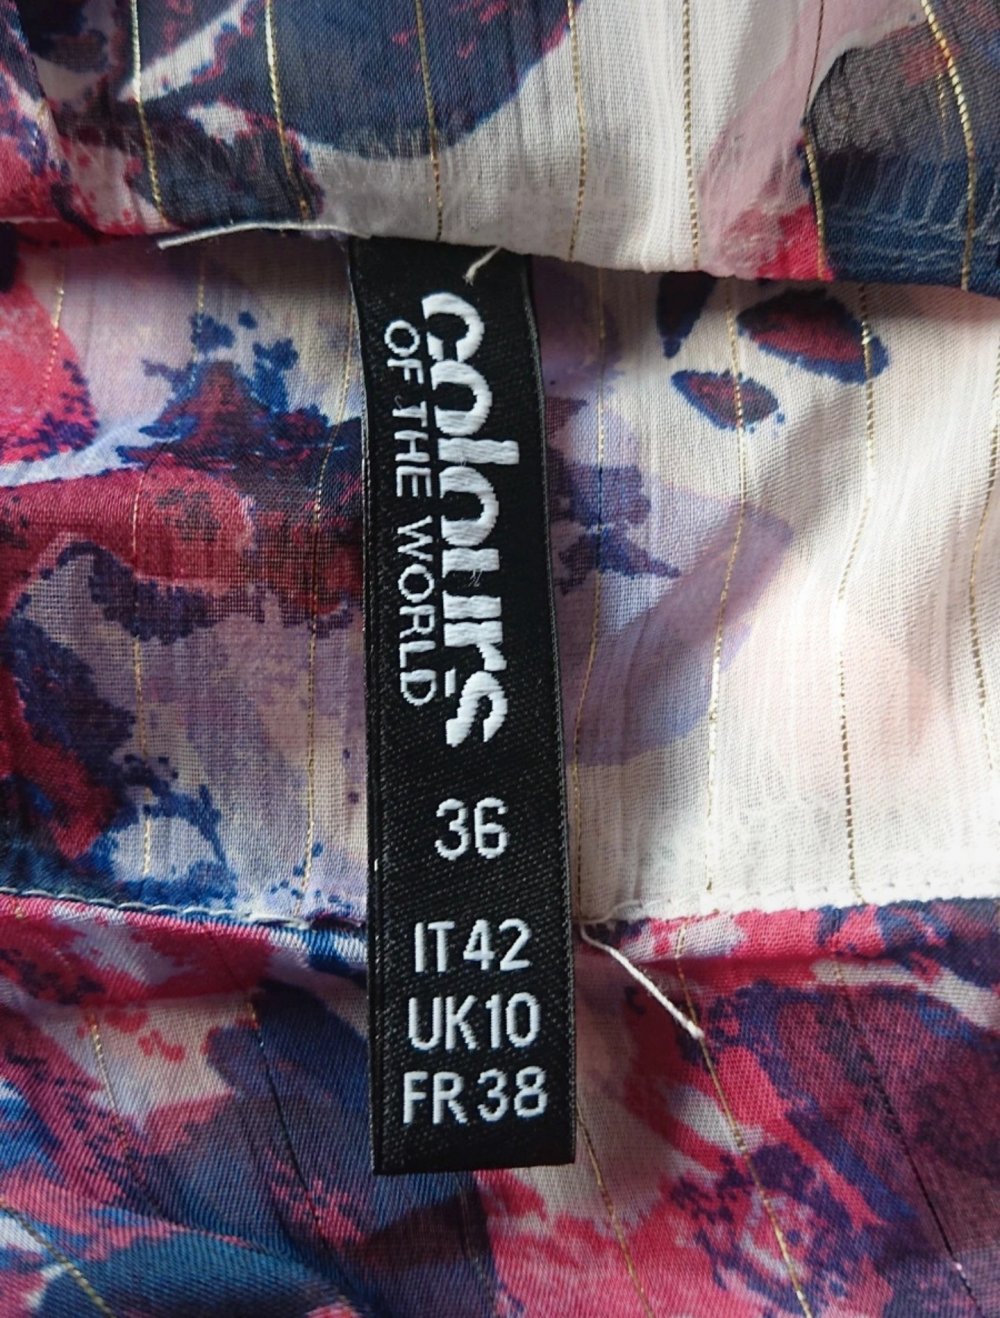 colours
OF THE WORLD
36
IT 42
UK 10
FR 38